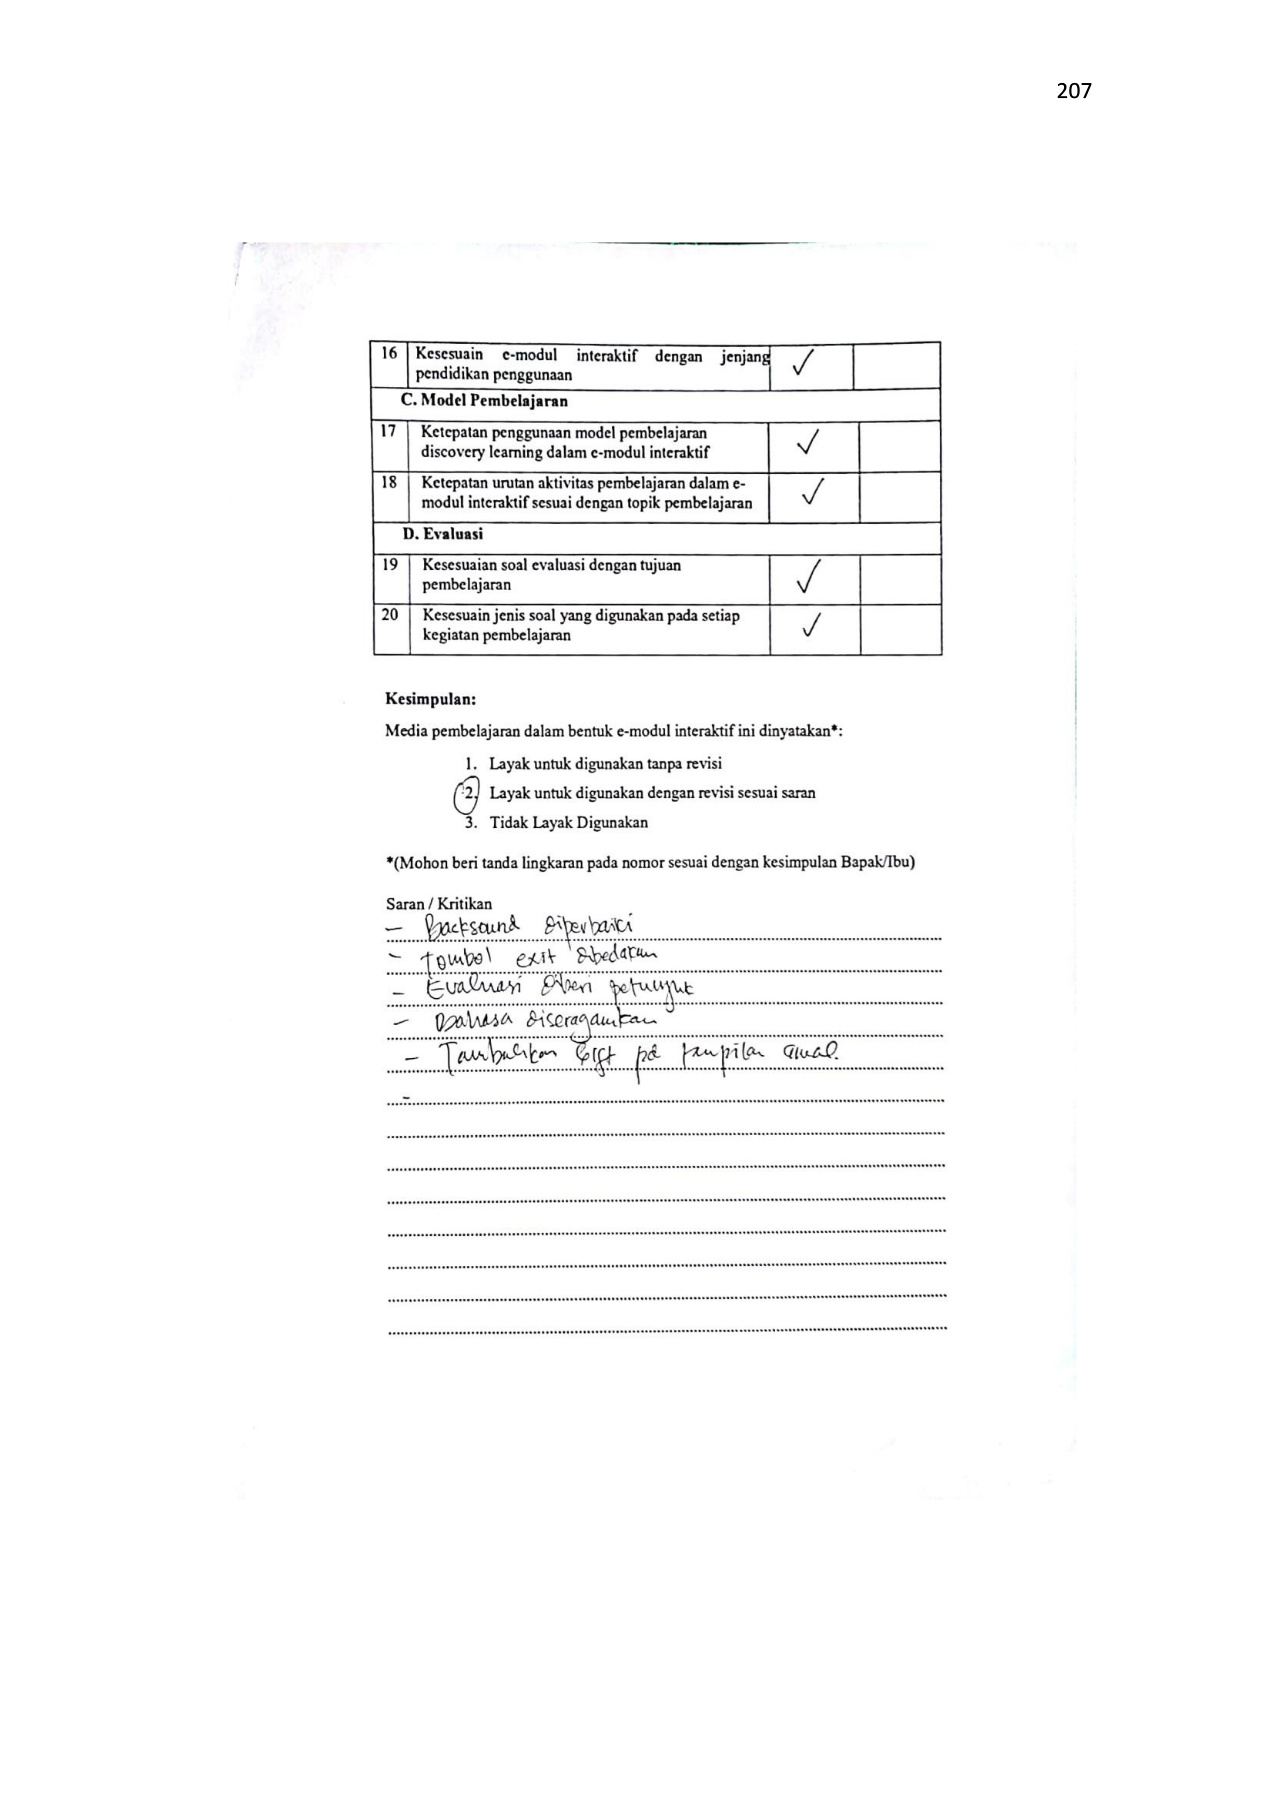 207
16 Kesesuain e-modul interaktif dengan jenjang
pendidikan penggunaan
C. Model Pembelajaran
17 Ketepatan penggunaan model pembelajaran
discovery learning dalam e-modul interaktif
18 Ketepatan urutan aktivitas pembelajaran dalam e-
modul interaktif sesuai dengan topik pembelajaran
D. Evaluasi
19 Kesesuaian soal evaluasi dengan tujuan
pembelajaran
20 Kesesuain jenis soal yang digunakan pada setiap
kegiatan pembelajaran
Kesimpulan:
Media pembelajaran dalam bentuk e-modul interaktif ini dinyatakan*:
1. Layak untuk digunakan tanpa revisi
2. Layak untuk digunakan dengan revisi sesuai saran
3. Tidak Layak Digunakan
*(Mohon beri tanda lingkaran pada nomor sesuai dengan kesimpulan Bapak/Ibu)
Saran / Kritikan
- Backsound diperbaiki
- tombol exit dibedakan
- Evaluasi diberi petunjuk
- Bahasa diseragamkan
- Tambahkan pd tampilan awal.